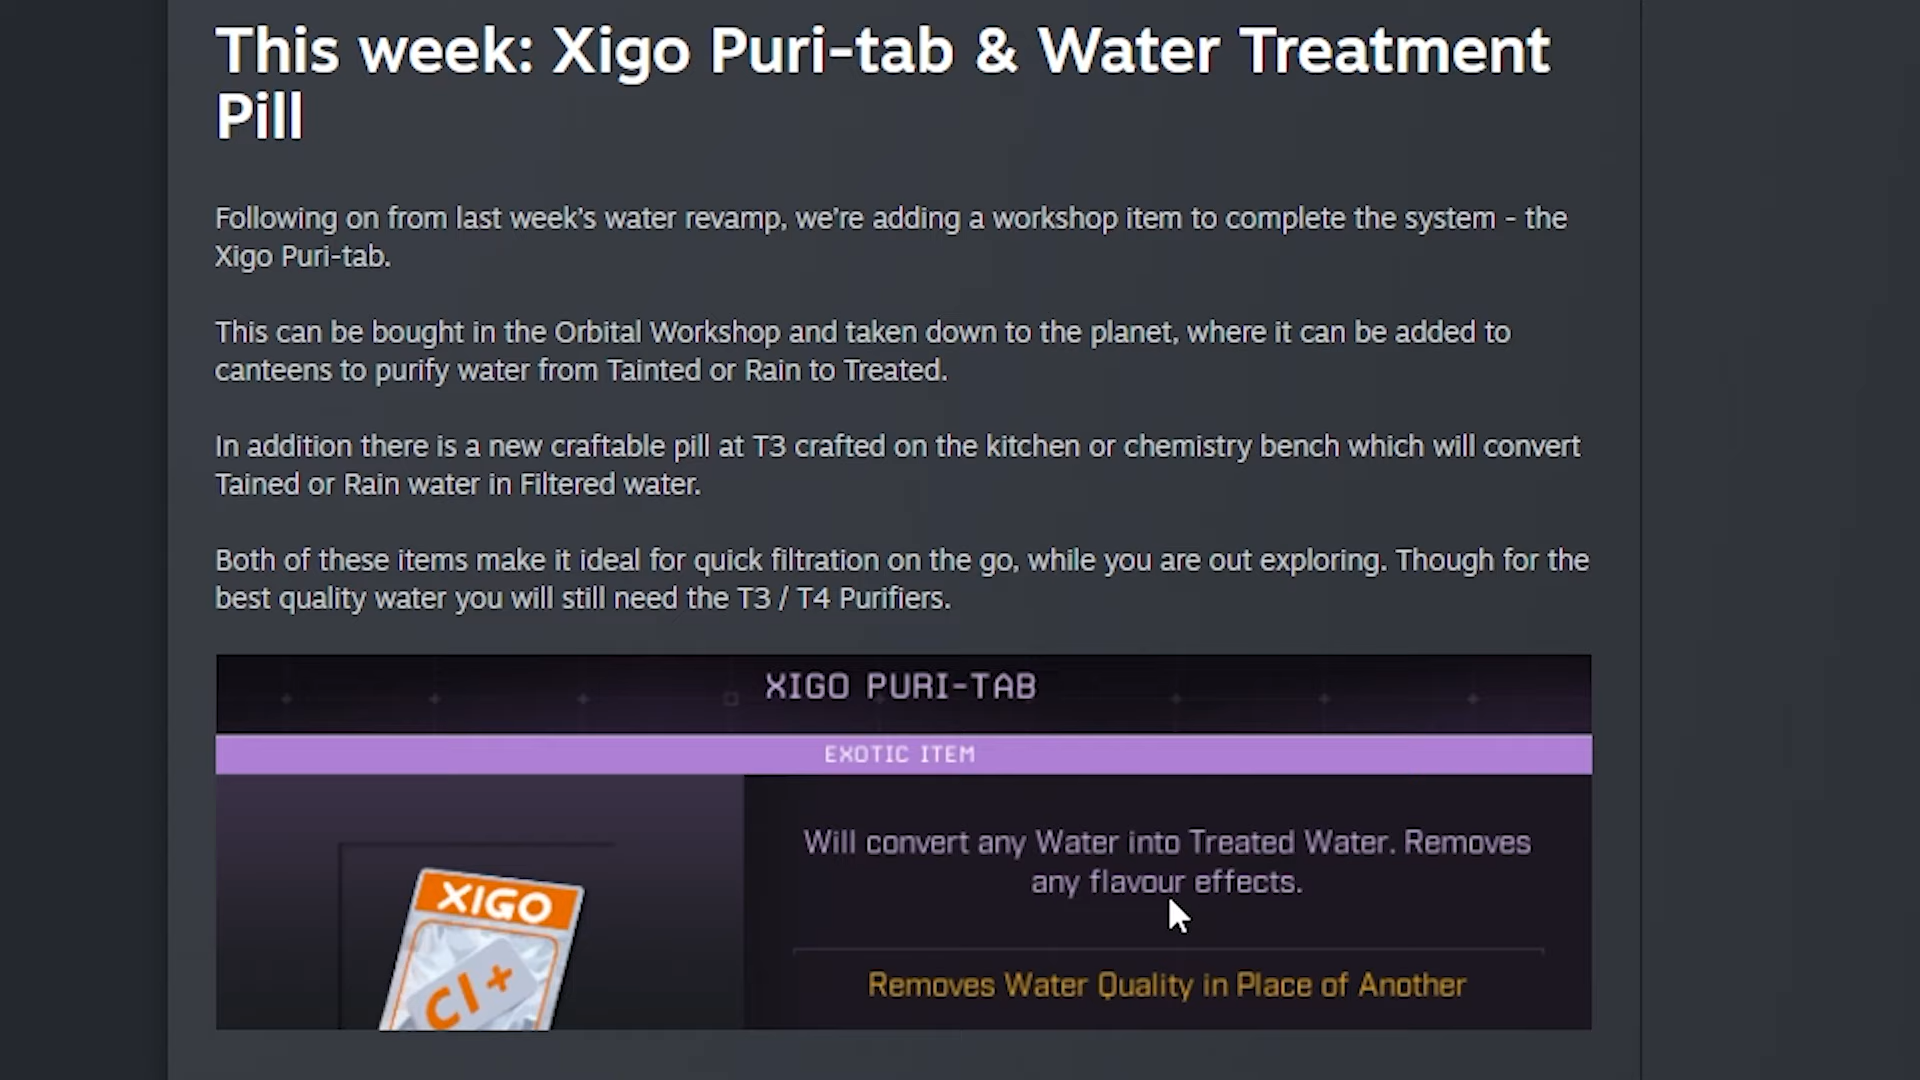 This week: Xigo Puri-tab & Water Treatment
Pill
Following on from last week's water revamp, we're adding a workshop item to complete the system - the
Xigo Puri-tab.
This can be bought in the Orbital Workshop and taken down to the planet, where it can be added to
canteens to purify water from Tainted or Rain to Treated.
In addition there is a new craftable pill at T3 crafted on the kitchen or chemistry bench which will convert
Tained or Rain water in Filtered water.
Both of these items make it ideal for quick filtration on the go, while you are out exploring. Though for the
best quality water you will still need the T3 / T4 Purifiers.
XIGO PURI-TAB
EXOTIC ITEM
Will convert any Water into Treated Water. Removes
any flavour effects.
XIGO
Cl+
Removes Water Quality in Place of Another